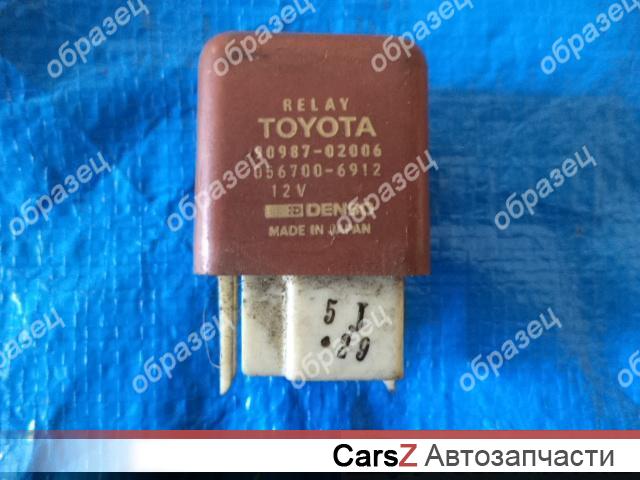 образец образец образец
RELAY
TOYOTA
90987-02006
056700-6912
12V
DENSO
MADE IN JAPAN
образец образец образец
5 I
•29
образец образец образец
CarsZ Автозапчасти